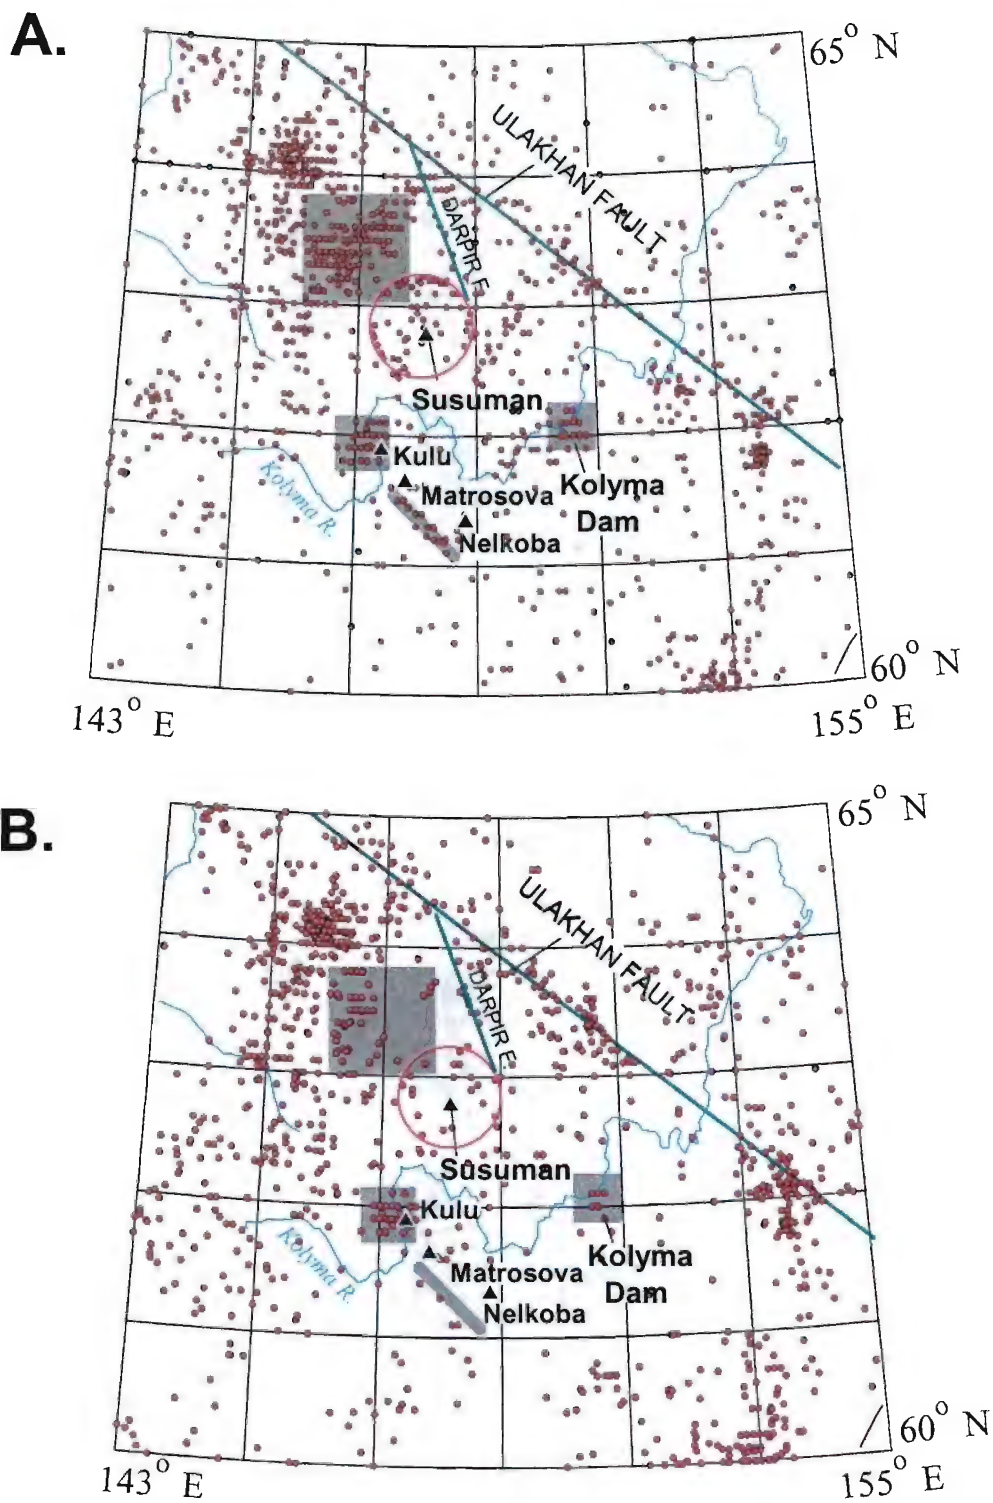 A.
65° N
ULAKHAN FAULT
DARPIR F.
Susuman
Kulu
Kolyma R.
Matrosova
Kolyma
Dam
Nelkoba
60° N
143° E
155° E
B.
65° N
ULAKHAN FAULT
DARPIR F.
Susuman
Kulu
Kolyma R.
Matrosova
Kolyma
Dam
Nelkoba
60° N
143° E
155° E